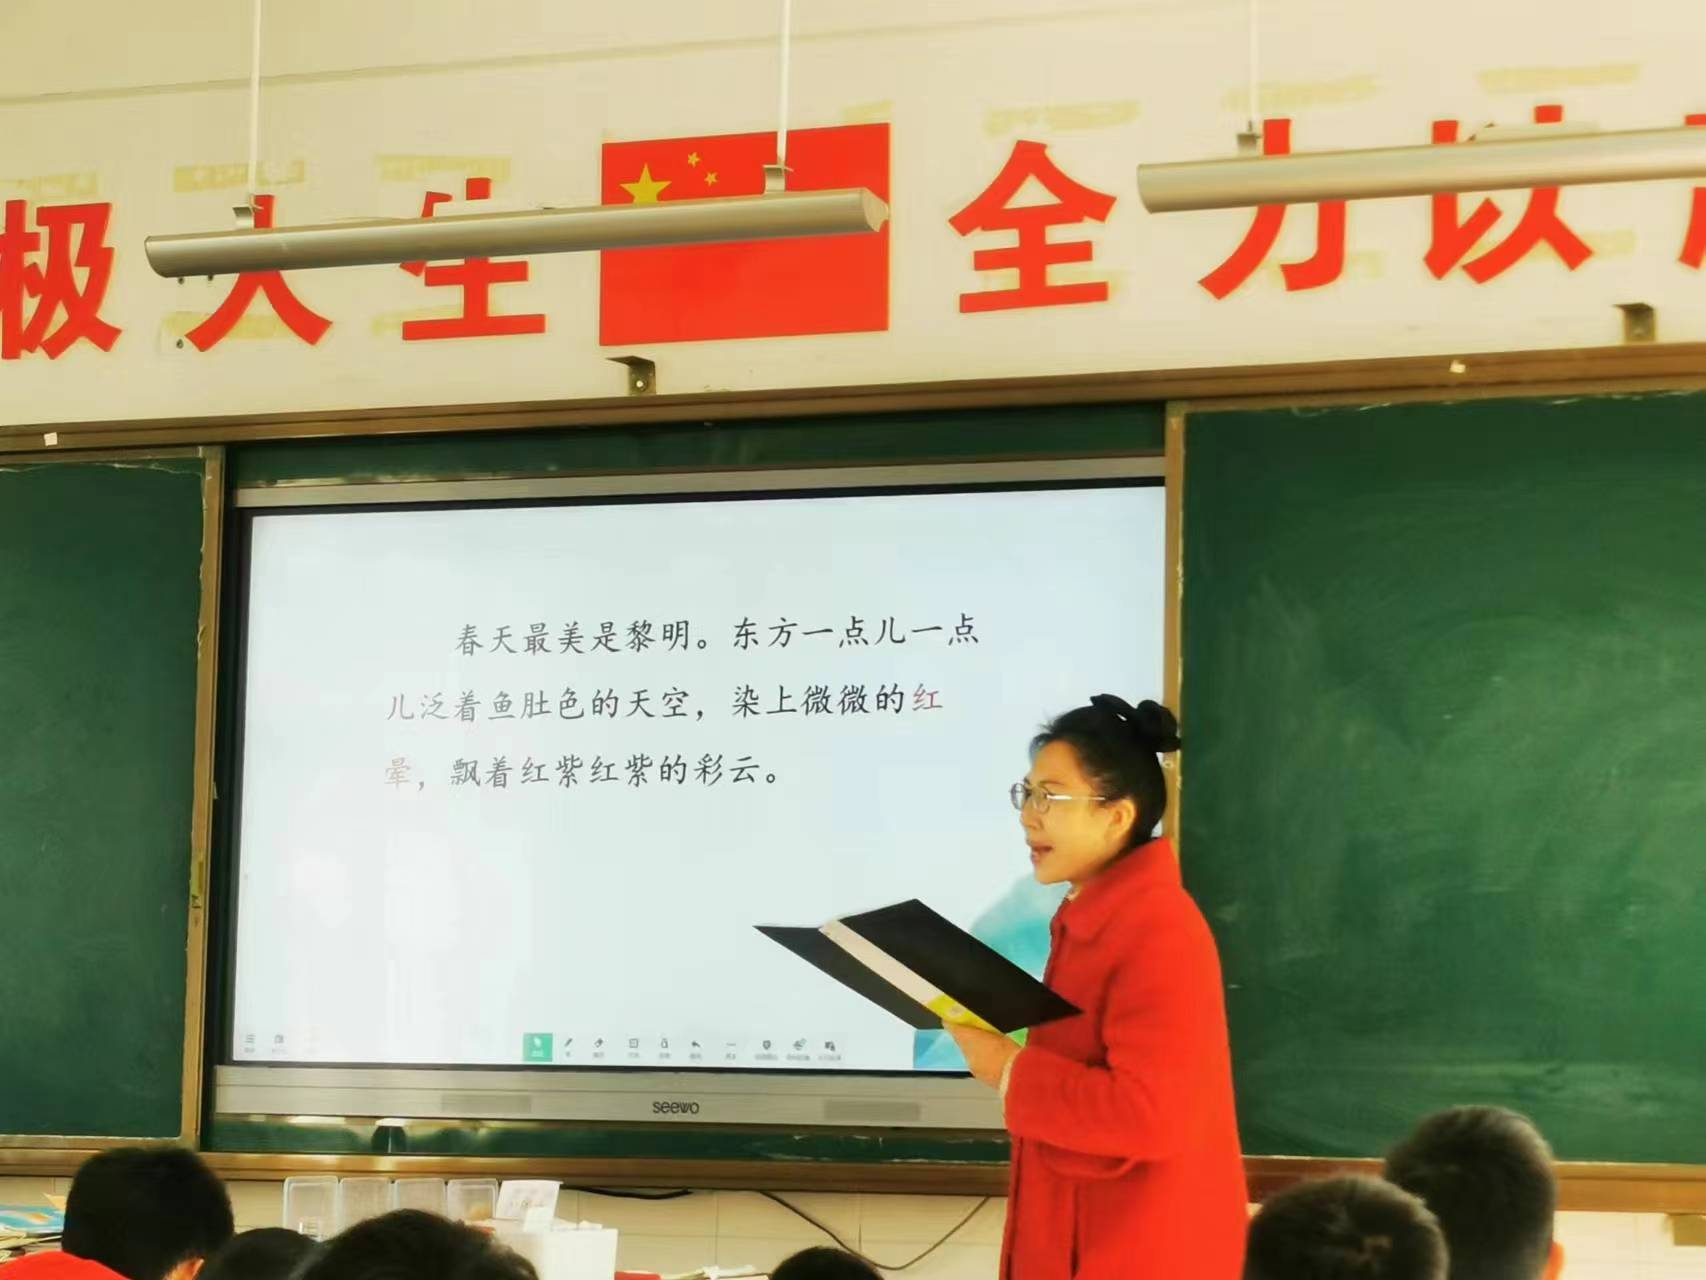 极人生 全力以
春天最美是黎明。东方一点儿一点
儿泛着鱼肚色的天空，染上微微的红
晕，飘着红紫红紫的彩云。
seewo